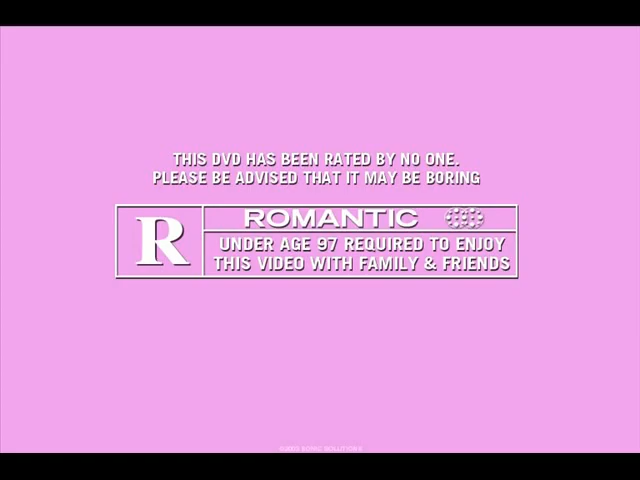 THIS DVD HAS BEEN RATED BY NO ONE.
PLEASE BE ADVISED THAT IT MAY BE BORING
R
ROMANTIC
UNDER AGE 97 REQUIRED TO ENJOY
THIS VIDEO WITH FAMILY & FRIENDS